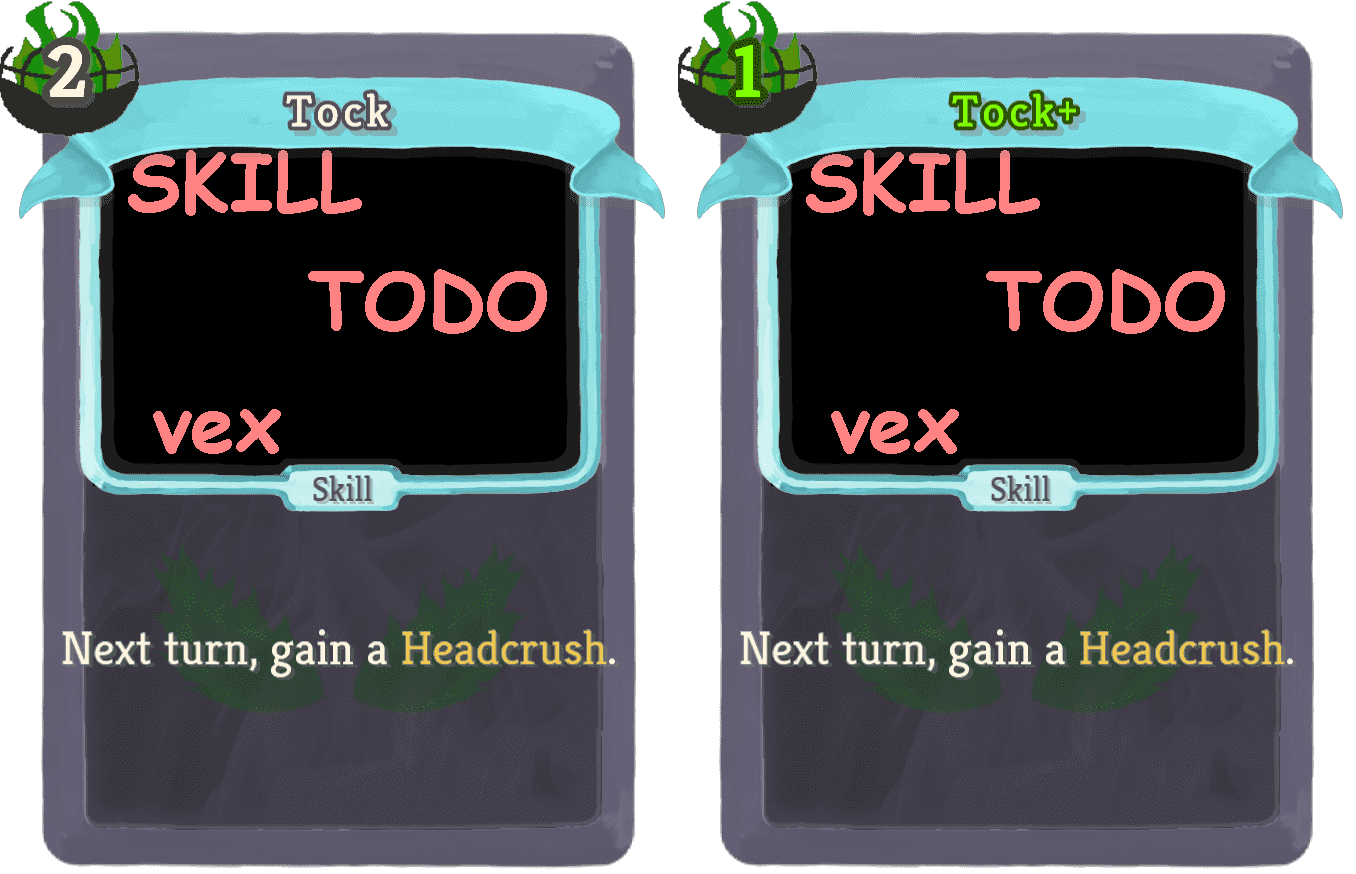 2
Tock
SKILL
TODO
vex
Skill
Next turn, gain a Headcrush.
1
Tock+
SKILL
TODO
vex
Skill
Next turn, gain a Headcrush.